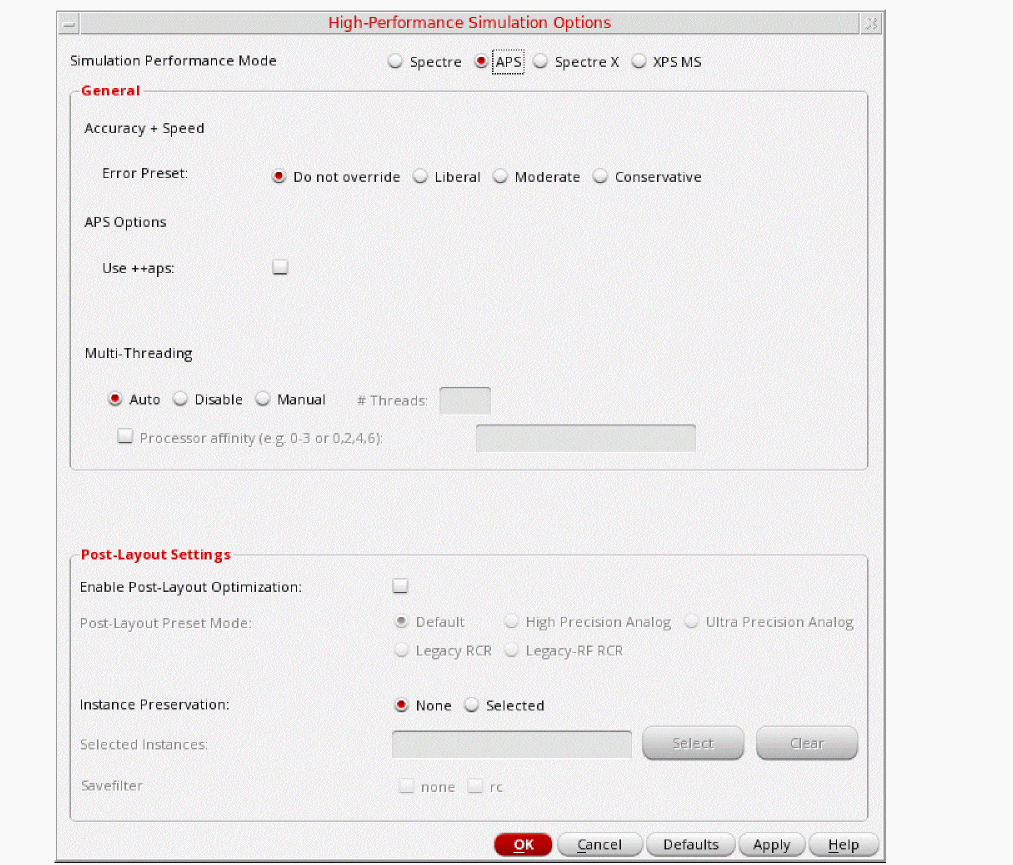 High-Performance Simulation Options
Simulation Performance Mode Spectre APS Spectre X XPS MS
General
Accuracy + Speed
Error Preset: Do not override Liberal Moderate Conservative
APS Options
Use ++aps:
Multi-Threading
Auto Disable Manual # Threads:
Processor affinity (e.g. 0-3 or 0,2,4,6):
Post-Layout Settings
Enable Post-Layout Optimization:
Post-Layout Preset Mode: Default High Precision Analog Ultra Precision Analog
Legacy RCR Legacy-RF RCR
Instance Preservation: None Selected
Selected Instances: Select Clear
Savefilter none rc
OK Cancel Defaults Apply Help